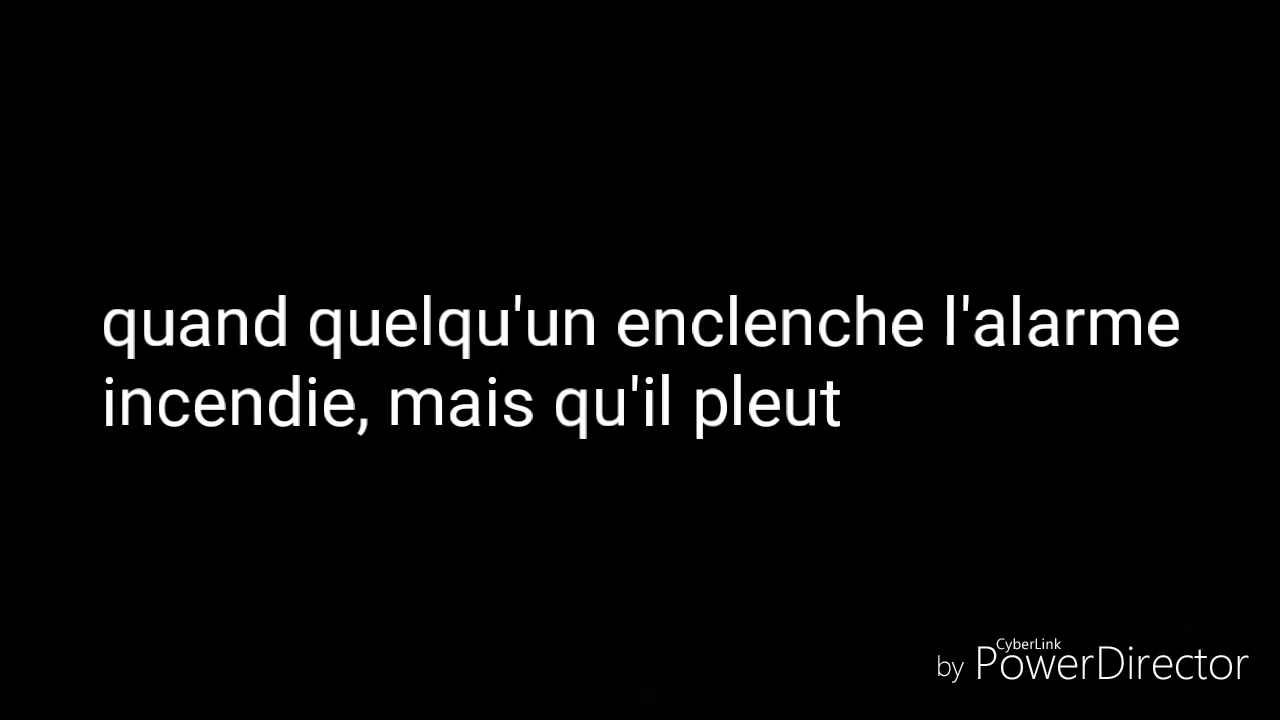 quand quelqu'un enclenche l'alarme
incendie, mais qu'il pleut
CyberLink
by PowerDirector